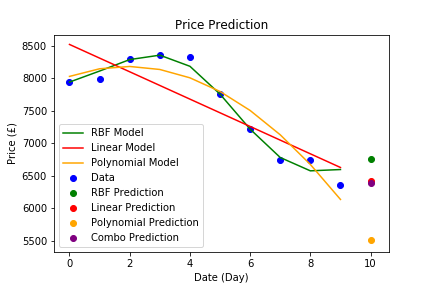 Price Prediction
8500
8000
7500
7000
6500
6000
5500
Price (£)
RBF Model
Linear Model
Polynomial Model
Data
RBF Prediction
Linear Prediction
Polynomial Prediction
Combo Prediction
0 2 4 6 8 10
Date (Day)